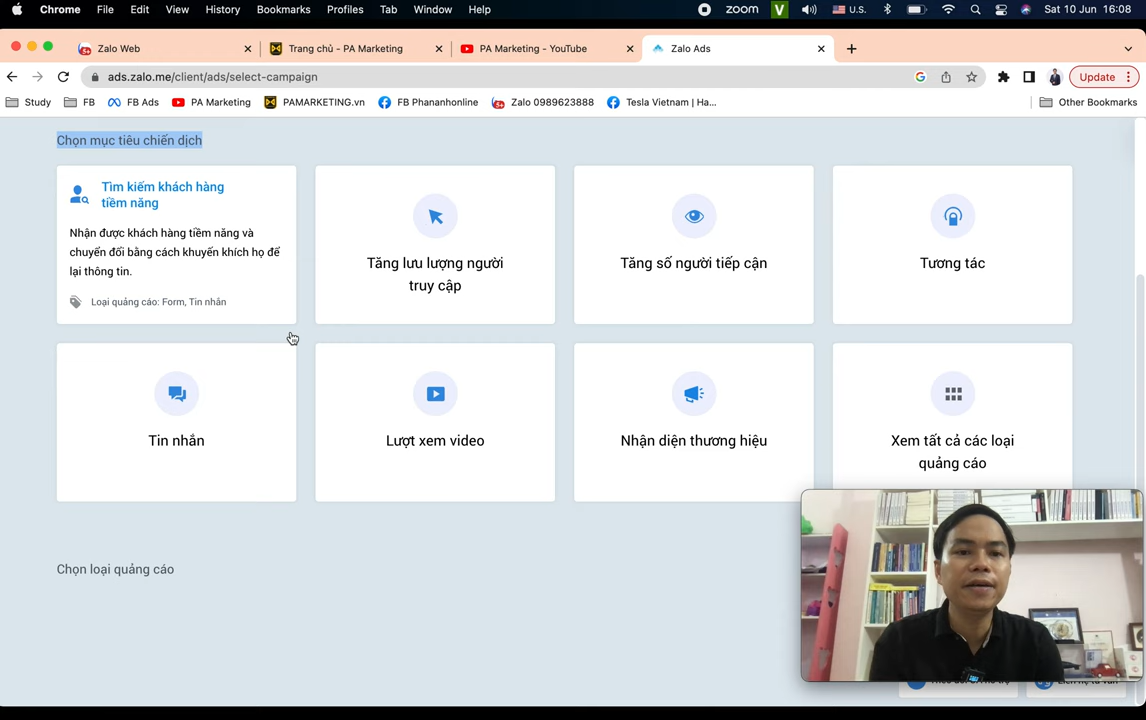 Chrome File Edit View History Bookmarks Profiles Tab Window Help zoom V U.S. Sat 10 Jun 16:08
Zalo Web Trang chủ - PA Marketing PA Marketing - YouTube Zalo Ads
ads.zalo.me/client/ads/select-campaign Update
Study FB FB Ads PA Marketing PAMARKETING.vn FB Phananhonline Zalo 0989623888 Tesla Vietnam | Ha... Other Bookmarks
Chọn mục tiêu chiến dịch
Tìm kiếm khách hàng
tiềm năng
Nhận được khách hàng tiềm năng và
chuyển đổi bằng cách khuyến khích họ để
lại thông tin.
Loại quảng cáo: Form, Tin nhắn
Tăng lưu lượng người
truy cập
Tăng số người tiếp cận
Tương tác
Tin nhắn
Lượt xem video
Nhận diện thương hiệu
Xem tất cả các loại
quảng cáo
Chọn loại quảng cáo